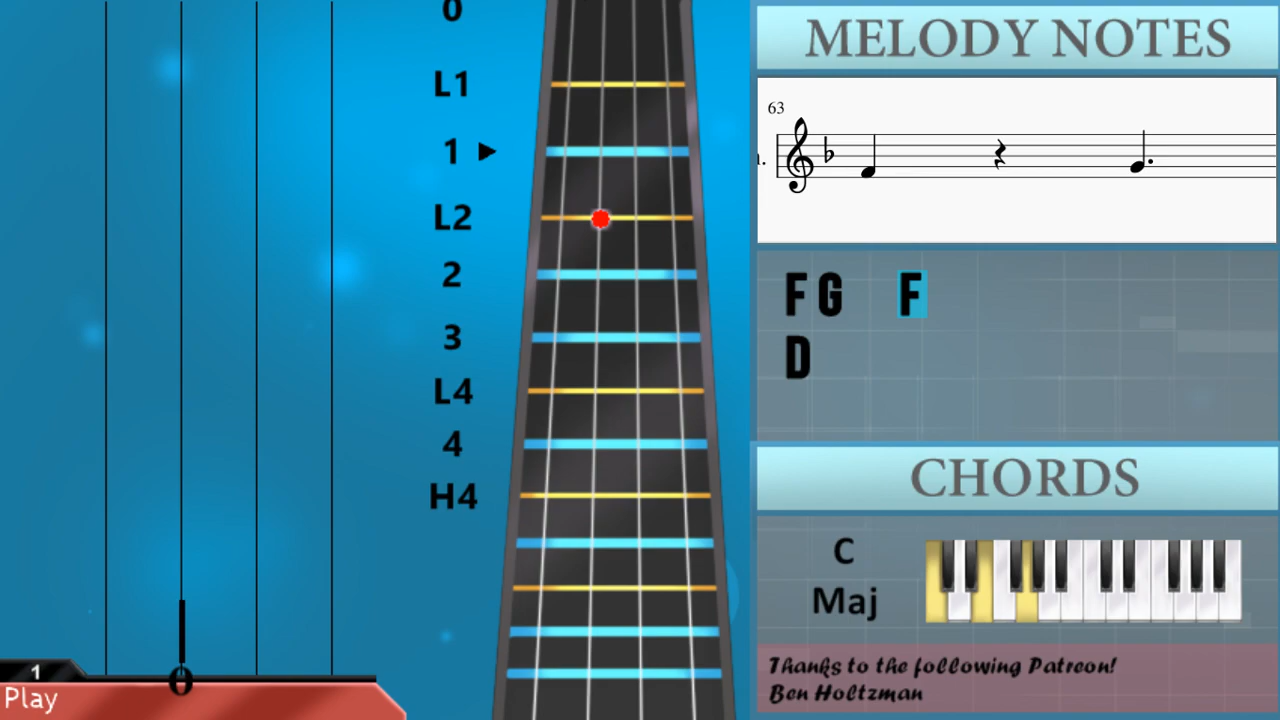 0
L1
1
L2
2
3
L4
4
H4
1
0
Play
MELODY NOTES
63
F G F
D
CHORDS
C
Maj
Thanks to the following Patreon!
Ben Holtzman